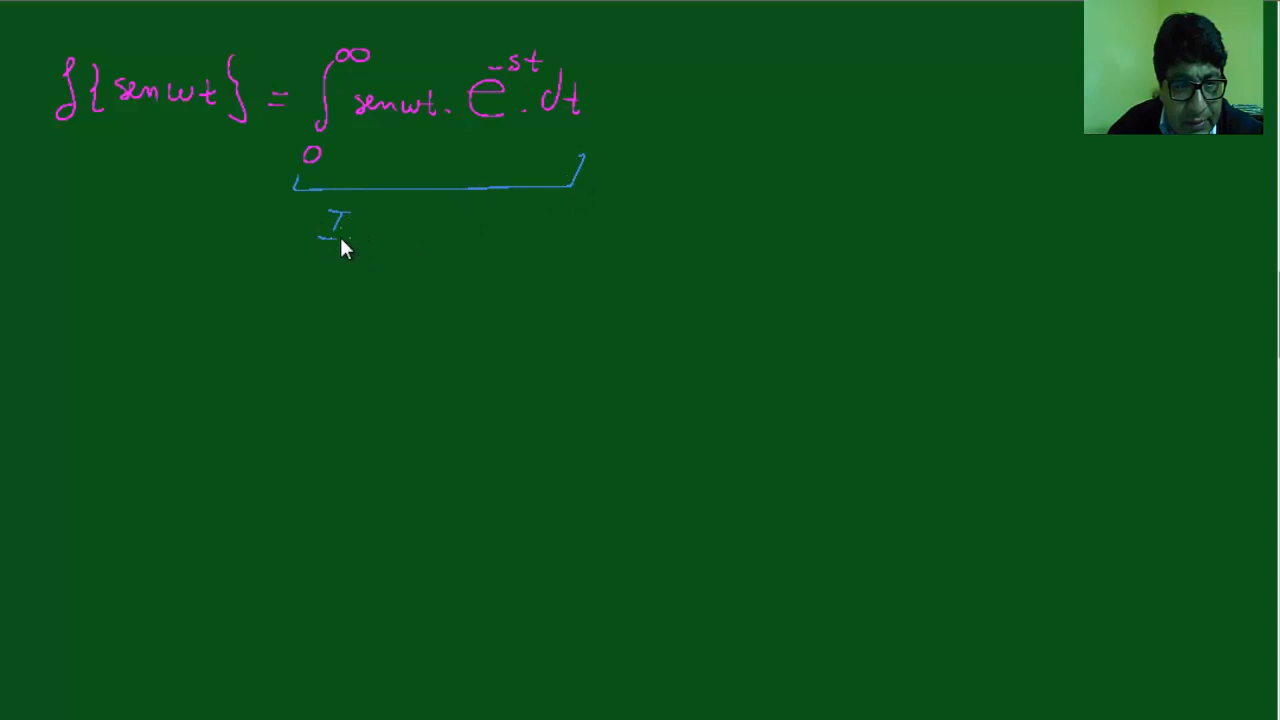 ℒ{sen ωt} = ∫₀^∞ sen ωt . e^{-st} . dt
I